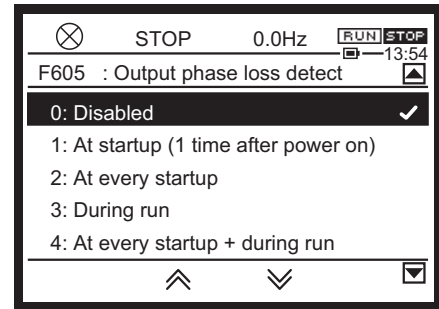 STOP 0.0Hz RUN STOP
13:54
F605 : Output phase loss detect
0: Disabled
1: At startup (1 time after power on)
2: At every startup
3: During run
4: At every startup + during run